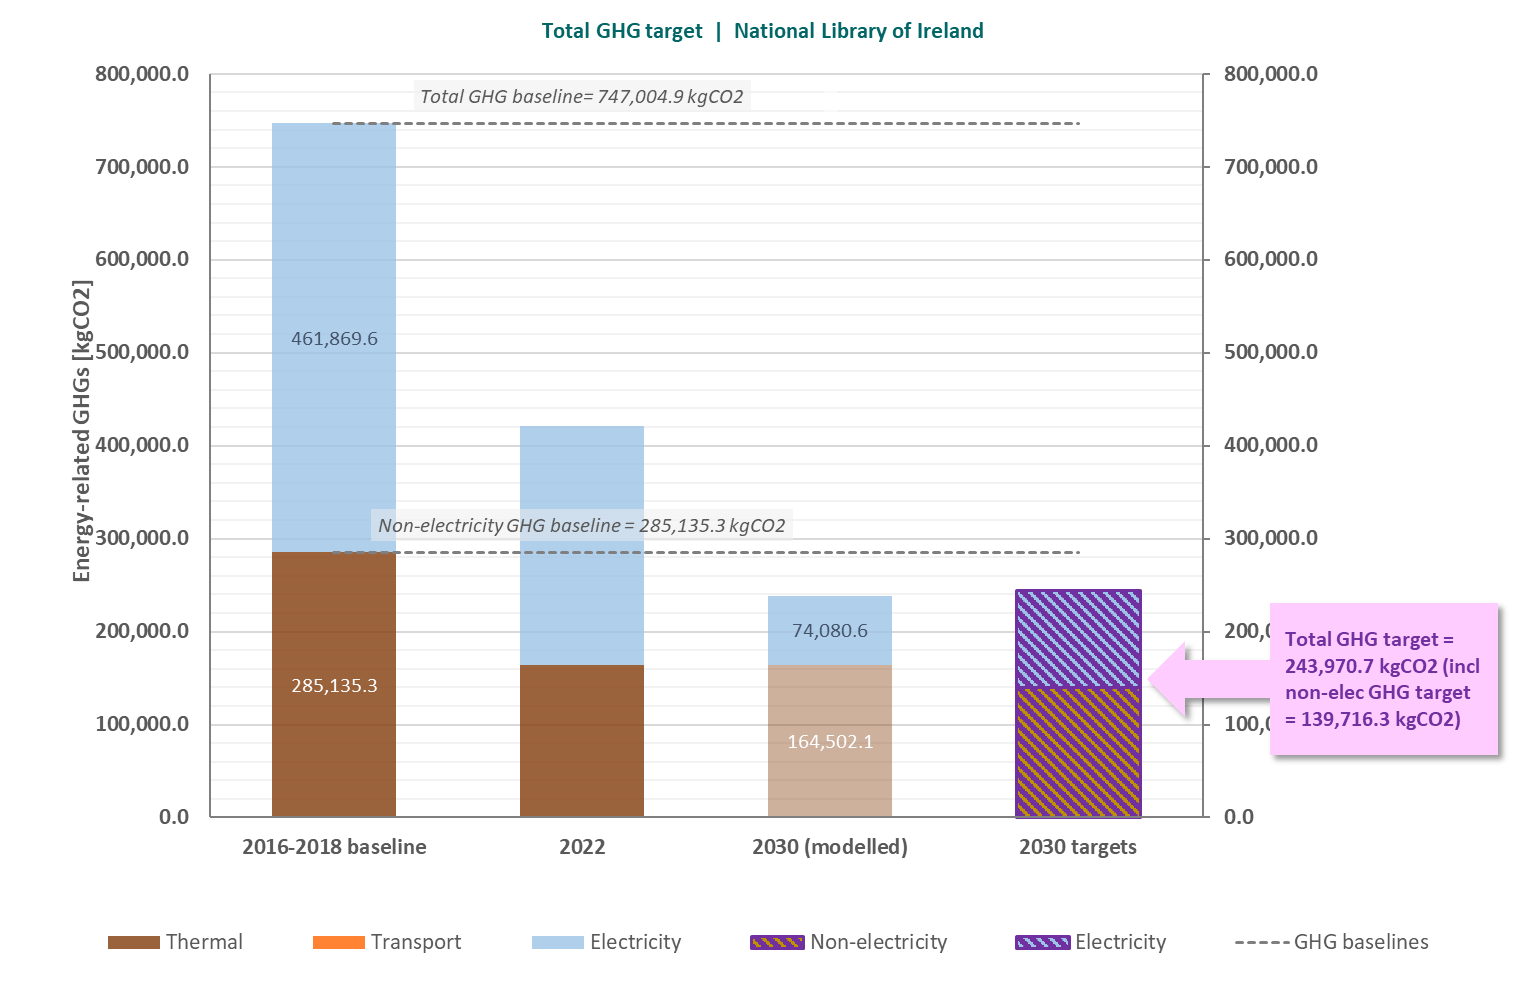 Total GHG target | National Library of Ireland
800,000.0
700,000.0
600,000.0
500,000.0
400,000.0
300,000.0
200,000.0
100,000.0
0.0
Energy-related GHGs [kgCO2]
Total GHG baseline= 747,004.9 kgCO2
461,869.6
Non-electricity GHG baseline = 285,135.3 kgCO2
285,135.3
74,080.6
164,502.1
800,000.0
700,000.0
600,000.0
500,000.0
400,000.0
300,000.0
200,0
100,0
0.0
Total GHG target =
243,970.7 kgCO2 (incl
non-elec GHG target
= 139,716.3 kgCO2)
2016-2018 baseline
2022
2030 (modelled)
2030 targets
Thermal
Transport
Electricity
Non-electricity
Electricity
GHG baselines